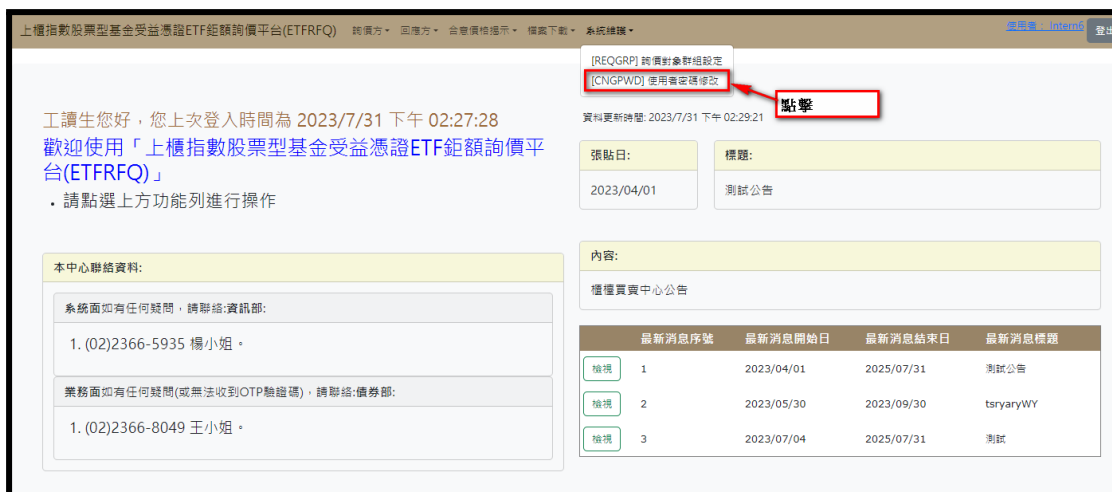 上櫃指數股票型基金受益憑證ETF鉅額詢價平台(ETFRFQ) 詢價方 回應方 合意價格揭示 檔案下載 系統維護 使用者： Intern6 登出
[REQGRP] 詢價對象群組設定
[CNGPWD] 使用者密碼修改
點擊
工讀生您好，您上次登入時間為 2023/7/31 下午 02:27:28
歡迎使用「上櫃指數股票型基金受益憑證ETF鉅額詢價平
台(ETFRFQ)」
• 請點選上方功能列進行操作
本中心聯絡資料:
系統面如有任何疑問，請聯絡:資訊部:
1. (02)2366-5935 楊小姐。
業務面如有任何疑問(或無法收到OTP驗證碼)，請聯絡:債券部:
1. (02)2366-8049 王小姐。
資料更新時間: 2023/7/31 下午 02:29:21
張貼日: 標題:
2023/04/01 測試公告
內容:
櫃檯買賣中心公告
最新消息序號 最新消息開始日 最新消息結束日 最新消息標題
檢視 1 2023/04/01 2025/07/31 測試公告
檢視 2 2023/05/30 2023/09/30 tsryaryWY
檢視 3 2023/07/04 2025/07/31 測試